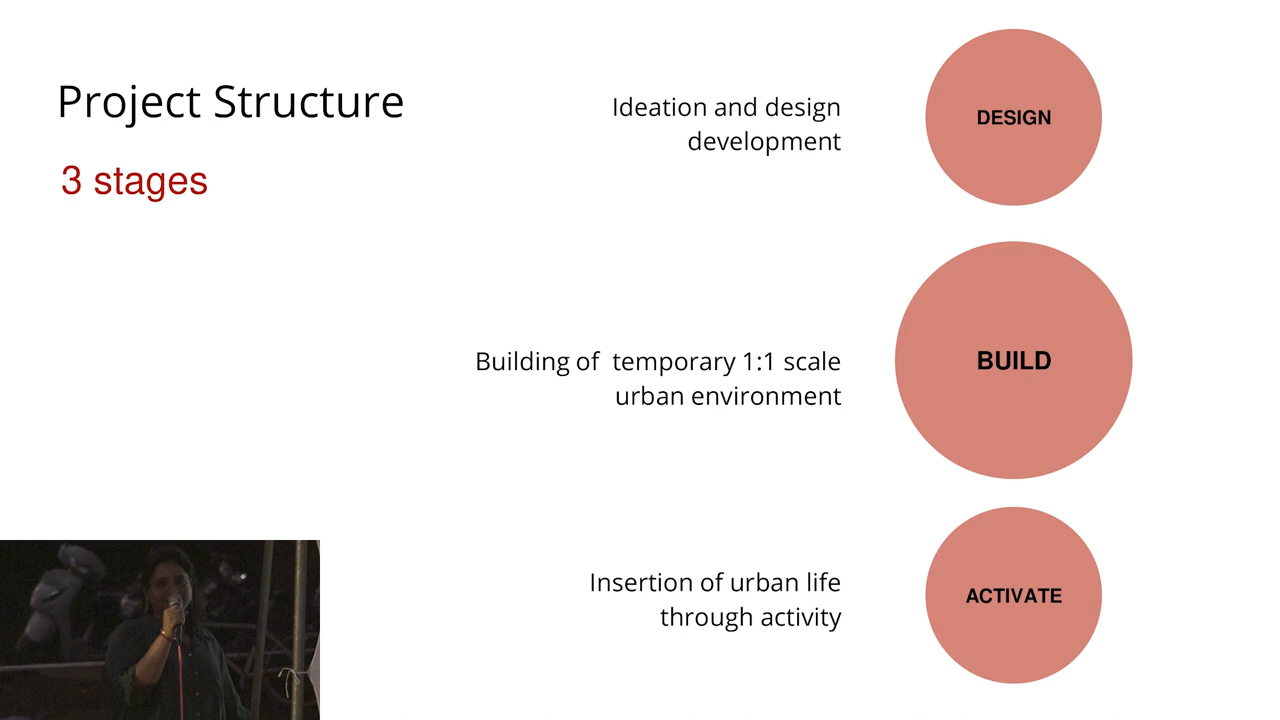 Project Structure
3 stages
Ideation and design
development
DESIGN
Building of  temporary 1:1 scale
urban environment
BUILD
Insertion of urban life
through activity
ACTIVATE